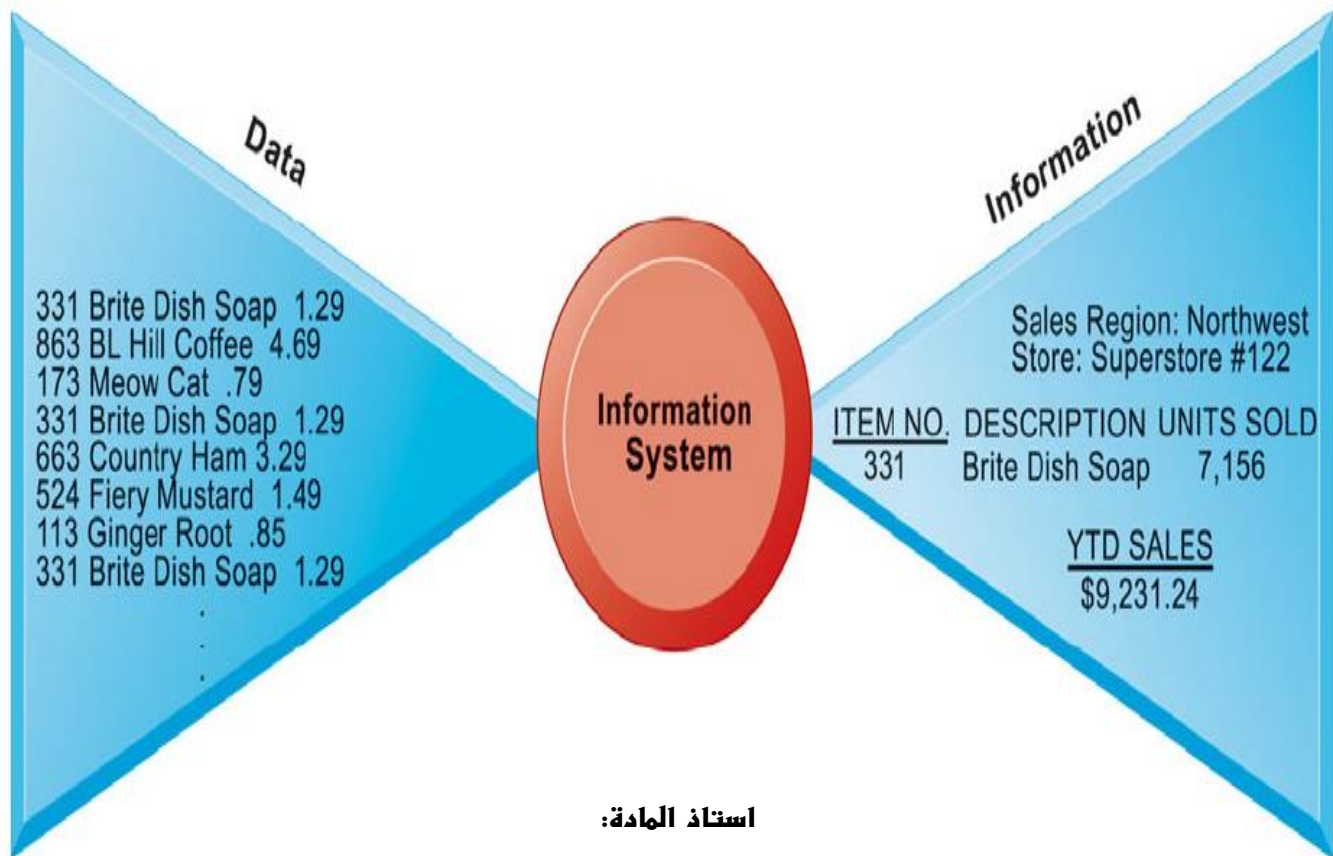 Data
331 Brite Dish Soap 1.29
863 BL Hill Coffee 4.69
173 Meow Cat .79
331 Brite Dish Soap 1.29
663 Country Ham 3.29
524 Fiery Mustard 1.49
113 Ginger Root .85
331 Brite Dish Soap 1.29
.
.
.
Information
System
Information
Sales Region: Northwest
Store: Superstore #122
ITEM NO. DESCRIPTION UNITS SOLD
331 Brite Dish Soap 7,156
YTD SALES
$9,231.24
استاذ المادة: